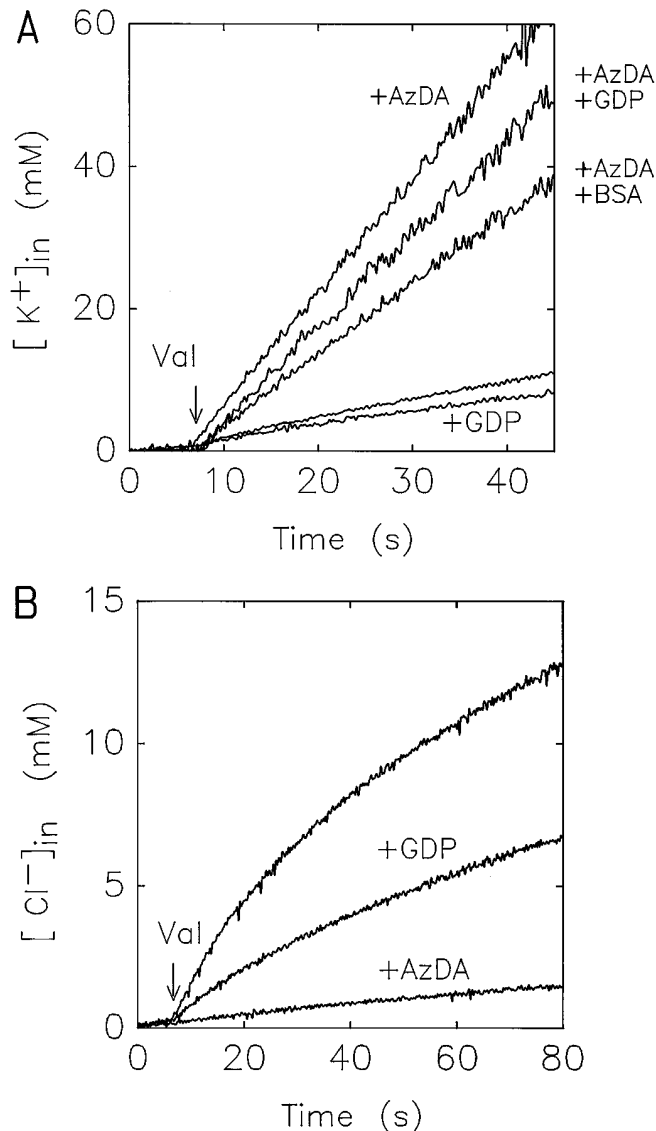 A
60
+AzDA
+AzDA
+GDP
40
+AzDA
+BSA
[ K+]in (mM)
20
Val
+GDP
0
0 10 20 30 40
Time (s)
B
15
10
+GDP
[ Cl−]in (mM)
5
Val
+AzDA
0
0 20 40 60 80
Time (s)